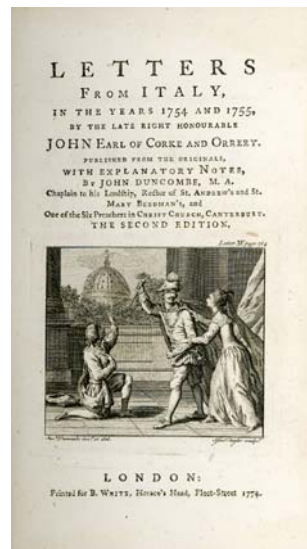 LETTERS
FROM ITALY,
IN THE YEARS 1754 AND 1755,
BY THE LATE RIGHT HONOURABLE
JOHN EARL OF CORKE AND ORRERY.
PUBLISHED FROM THE ORIGINALS,
WITH EXPLANATORY NOTES,
BY JOHN DUNCOMBE, M. A.
Chaplain to his Lordship, Rector of St. ANDREW'S and St.
MARY BREDMAN'S, and
One of the Six Preachers in CHRIST CHURCH, CANTERBURY.
THE SECOND EDITION.
Letter
page
LONDON:
Printed for B. WHITE, Horace's Head, Fleet-Street 1774.